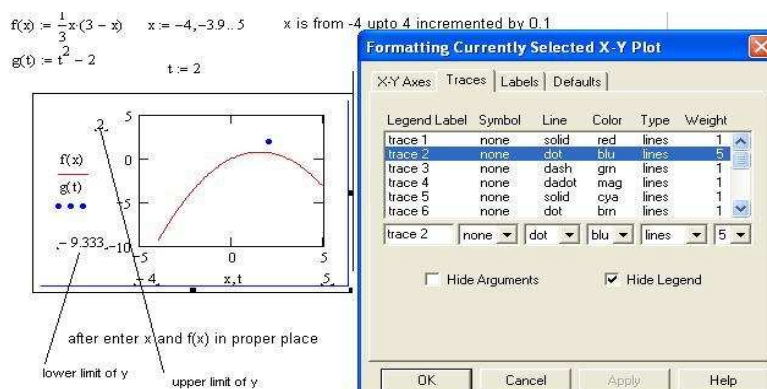 f(x) := 1/3 x·(3 − x)    x := −4,−3.9..5    x is from -4 upto 4 incremented by 0.1
g(t) := t² − 2    t := 2
Formatting Currently Selected X-Y Plot
X-Y Axes Traces Labels Defaults
Legend Label Symbol Line Color Type Weight
trace 1 none solid red lines 1
trace 2 none dot blu lines 5
trace 3 none dash grn lines 1
trace 4 none dadot mag lines 1
trace 5 none solid cya lines 1
trace 6 none dot brn lines 1
trace 2 none dot blu lines 5
Hide Arguments Hide Legend
OK Cancel Apply Help
2
5
0
−5
−10
f(x)
g(t)
−9.333
−5 0 5
−4 x,t 5
after enter x and f(x) in proper place
lower limit of y
upper limit of y